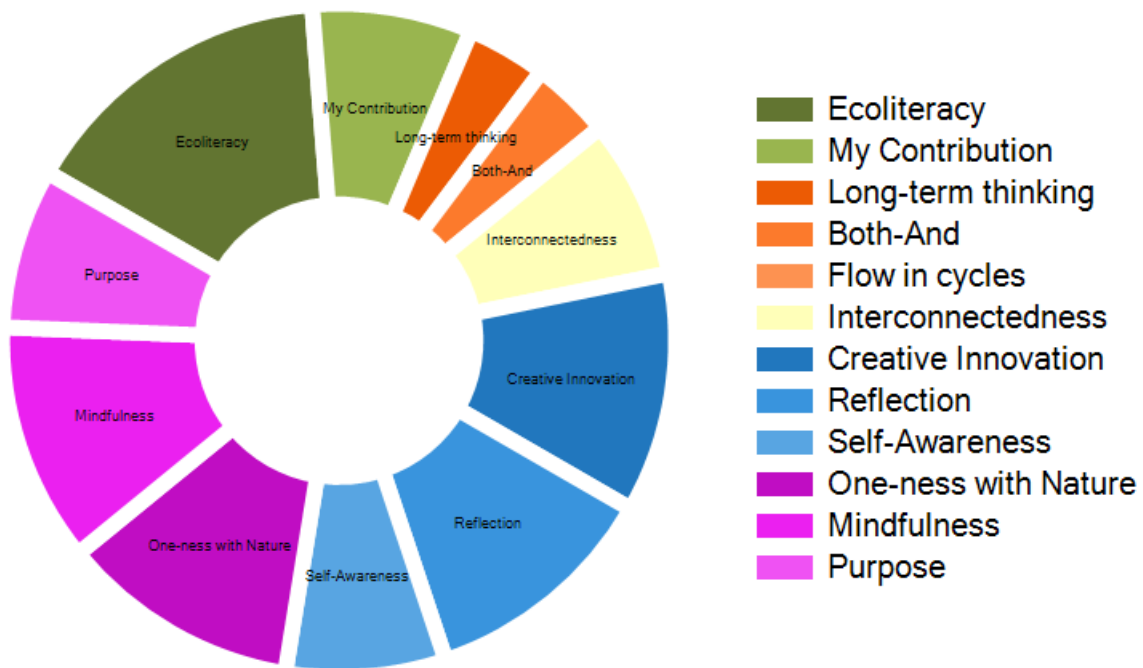 My Contribution
Long-term thinking
Ecoliteracy
Both-And
Interconnectedness
Purpose
Creative Innovation
Mindfulness
Reflection
One-ness with Nature
Self-Awareness
Ecoliteracy
My Contribution
Long-term thinking
Both-And
Flow in cycles
Interconnectedness
Creative Innovation
Reflection
Self-Awareness
One-ness with Nature
Mindfulness
Purpose